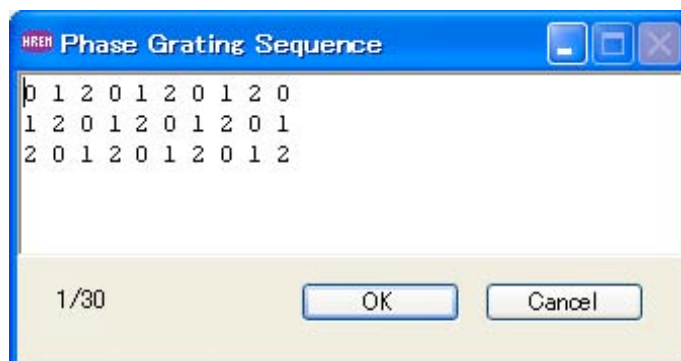 HREM Phase Grating Sequence
0 1 2 0 1 2 0 1 2 0
1 2 0 1 2 0 1 2 0 1
2 0 1 2 0 1 2 0 1 2
1/30 OK Cancel